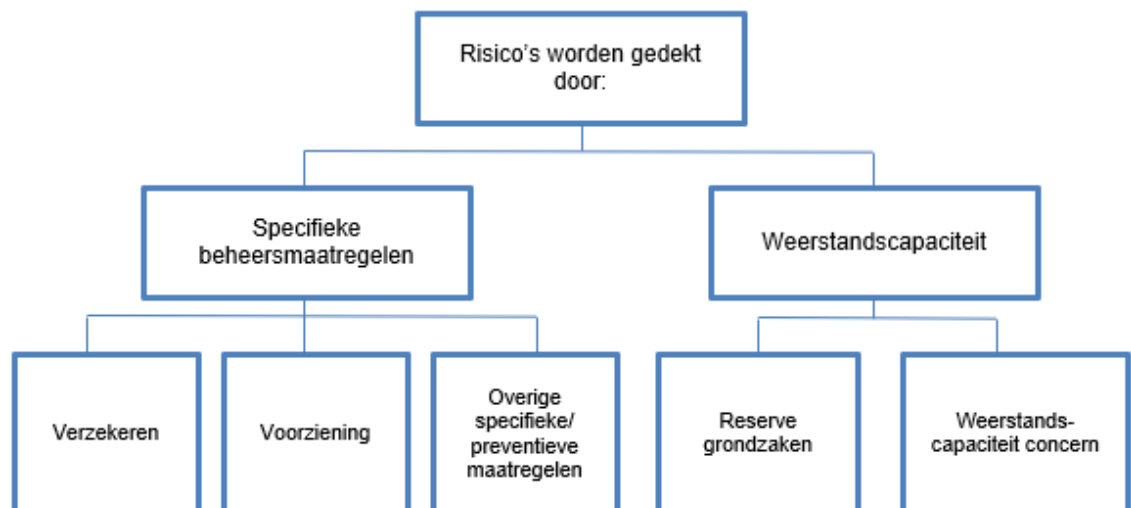 Risico's worden gedekt
door:
Specifieke
beheersmaatregelen
Weerstandscapaciteit
Verzekeren
Voorziening
Overige
specifieke/
preventieve
maatregelen
Reserve
grondzaken
Weerstands-
capaciteit concern